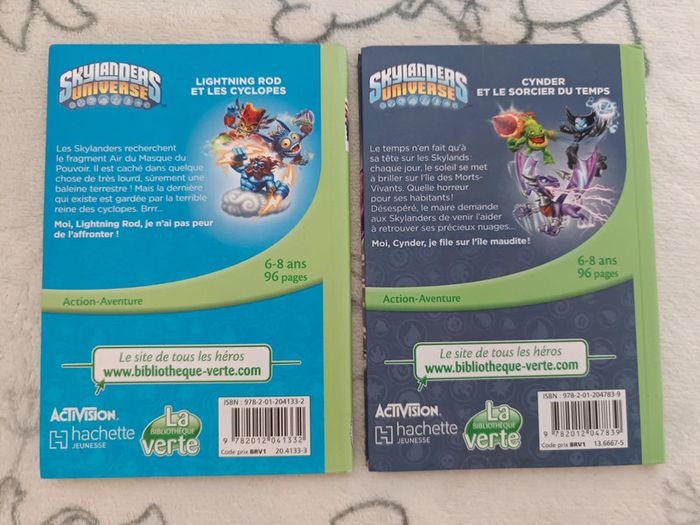 SKYLANDERS
UNIVERSE
LIGHTNING ROD
ET LES CYCLOPES
Les Skylanders recherchent
le fragment Air du Masque du
Pouvoir. Il est caché dans quelque
chose de très lourd, sûrement une
baleine terrestre ! Mais la dernière
qui existe est gardée par la terrible
reine des cyclopes. Brrr...
Moi, Lightning Rod, je n'ai pas peur
de l'affronter !
6-8 ans
96 pages
Action-Aventure
Le site de tous les héros
www.bibliotheque-verte.com
ACTIVISION
hachette
JEUNESSE
La
BIBLIOTHÈQUE
verte
ISBN : 978-2-01-204133-2
9 782012 041332
Code prix BRV1 20.4133-3
SKYLANDERS
UNIVERSE
CYNDER
ET LE SORCIER DU TEMPS
Le temps n'en fait qu'à
sa tête sur les Skylands :
chaque jour, le soleil se met
à briller sur l'île des Morts-
Vivants. Quelle horreur
pour ses habitants !
Désespéré, le maire demande
aux Skylanders de venir l'aider
à retrouver ses précieux nuages...
Moi, Cynder, je file sur l'île maudite !
6-8 ans
96 pages
Action-Aventure
Le site de tous les héros
www.bibliotheque-verte.com
ACTIVISION
hachette
JEUNESSE
La
BIBLIOTHÈQUE
verte
ISBN : 978-2-01-204783-9
9 782012 047839
Code prix BRV1 13.6667-5